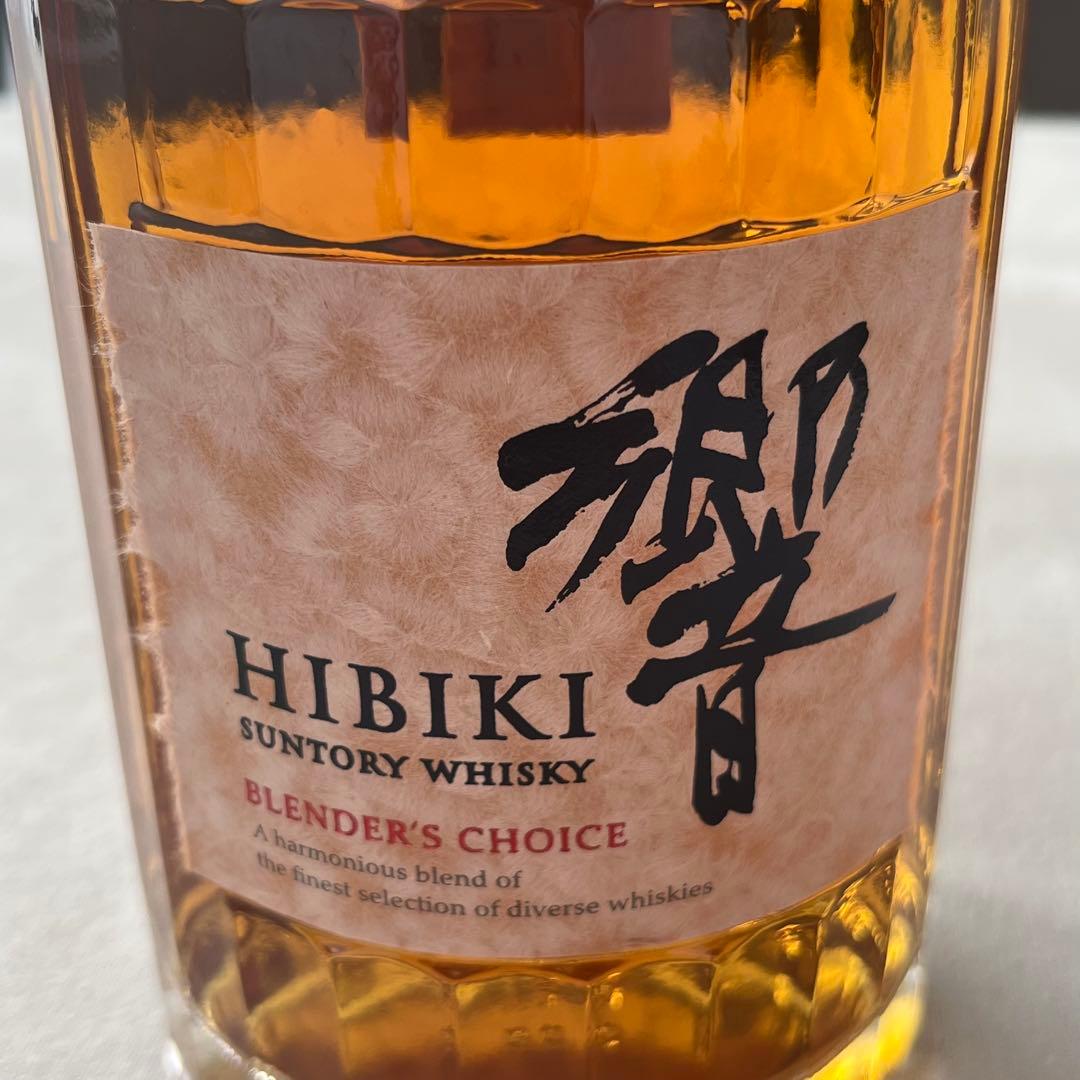 響
HIBIKI
SUNTORY WHISKY
BLENDER'S CHOICE
A harmonious blend of
the finest selection of diverse whiskies